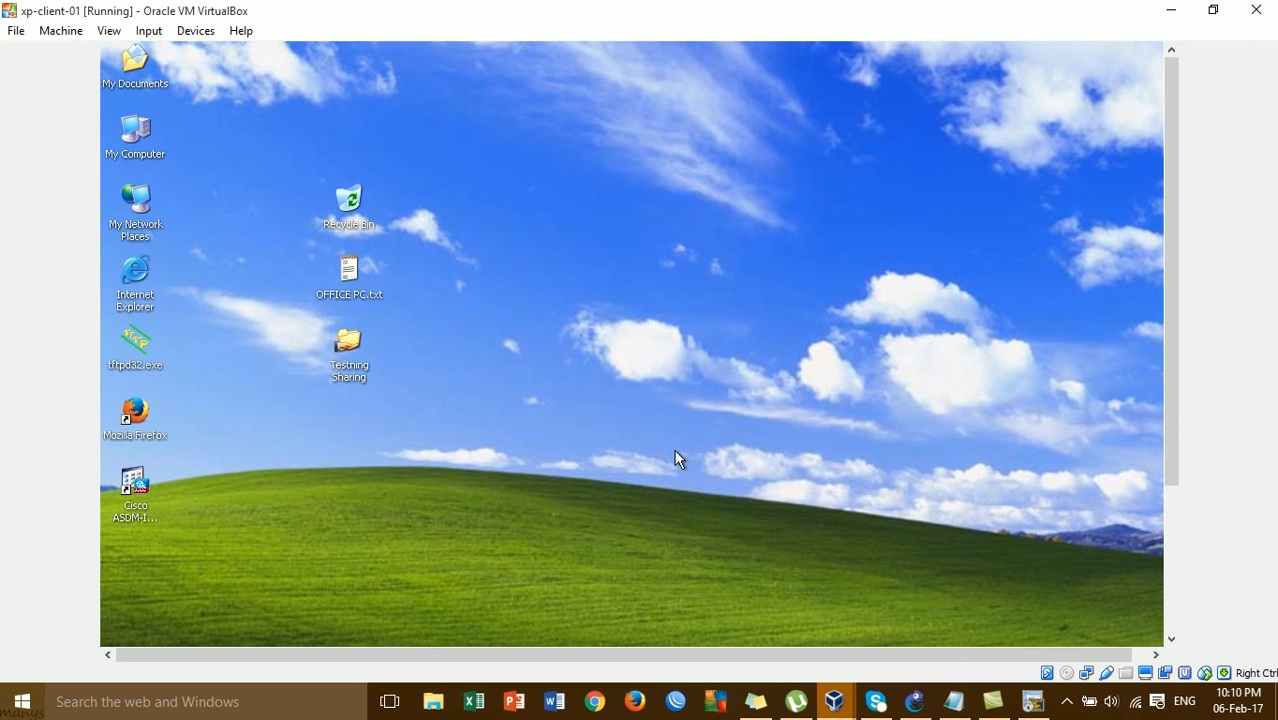 xp-client-01 [Running] - Oracle VM VirtualBox
File Machine View Input Devices Help
My Documents
My Computer
My Network
Places
Recycle Bin
Internet
Explorer
OFFICE PC.txt
tftpd32.exe
Testning
Sharing
Mozilla Firefox
Cisco
ASDM-I...
Right Ctrl
Search the web and Windows
ENG
10:10 PM
06-Feb-17
manys